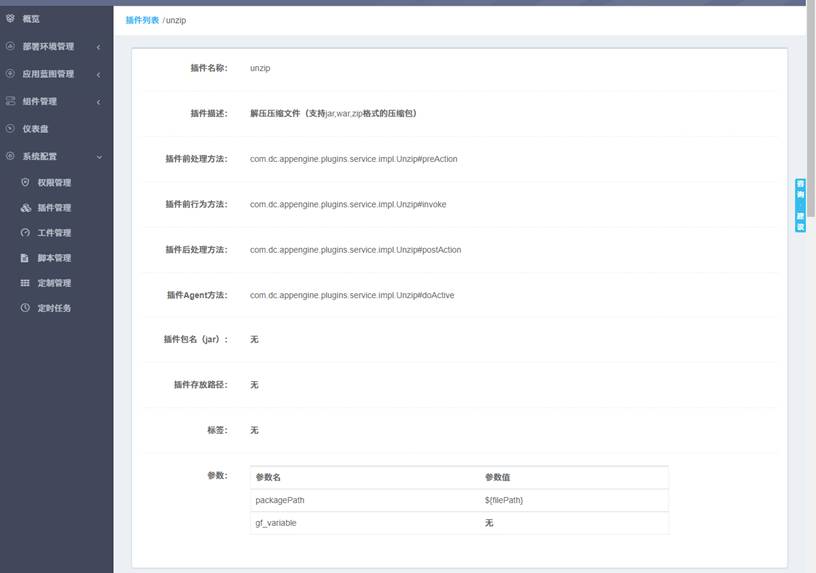 概览
部署环境管理
应用蓝图管理
组件管理
仪表盘
系统配置
权限管理
插件管理
工件管理
脚本管理
定制管理
定时任务
插件列表 /unzip
插件名称： unzip
插件描述： 解压压缩文件（支持jar,war,zip格式的压缩包）
插件前处理方法： com.dc.appengine.plugins.service.impl.Unzip#preAction
插件前行为方法： com.dc.appengine.plugins.service.impl.Unzip#invoke
插件后处理方法： com.dc.appengine.plugins.service.impl.Unzip#postAction
插件Agent方法： com.dc.appengine.plugins.service.impl.Unzip#doActive
插件包名（jar）： 无
插件存放路径： 无
标签： 无
参数： 参数名 参数值
packagePath ${filePath}
gf_variable 无
咨询·建议